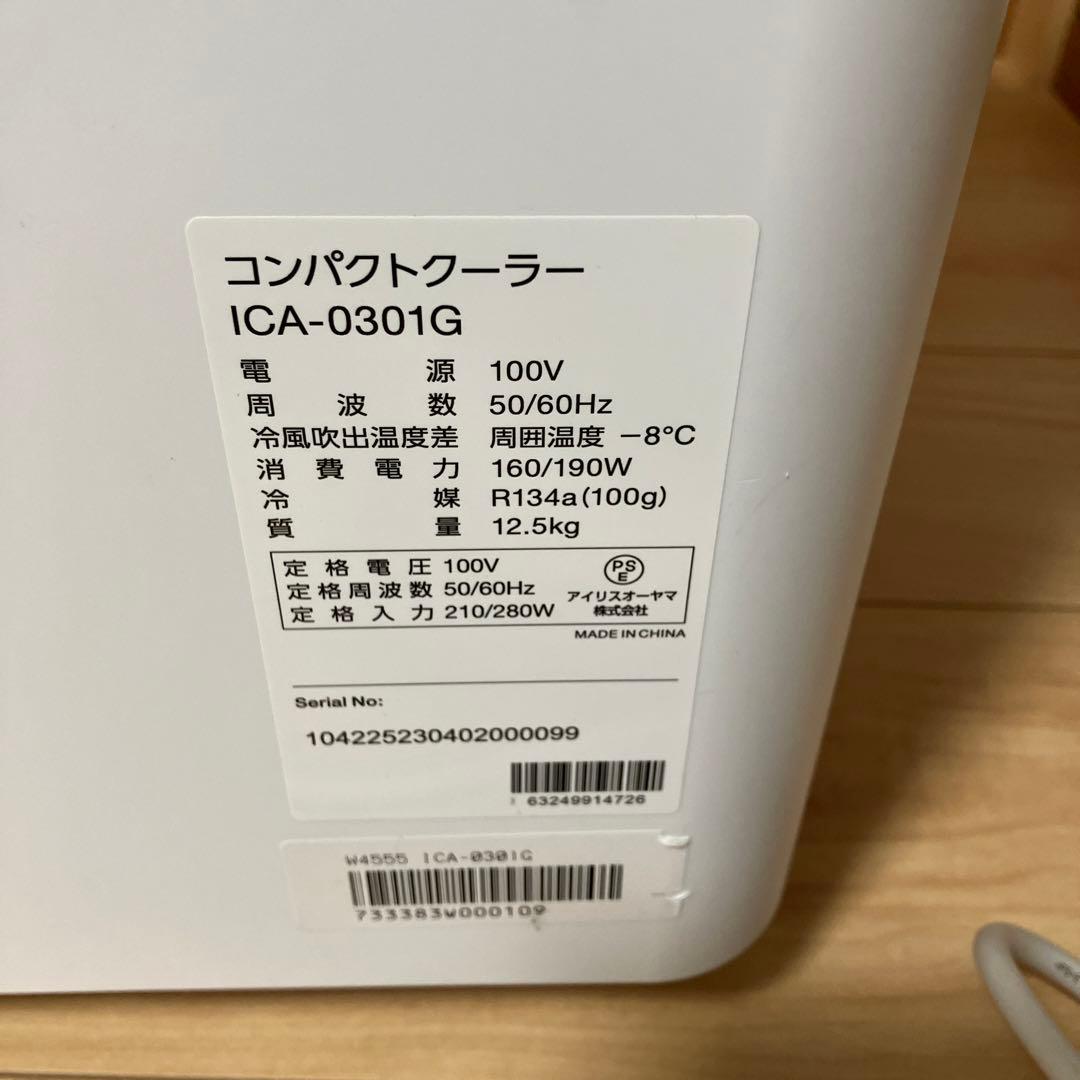 コンパクトクーラー
ICA-0301G
電源 100V
周波数 50/60Hz
冷風吹出温度差 周囲温度 −8℃
消費電力 160/190W
冷媒 R134a(100g)
質量 12.5kg
定格電圧 100V
定格周波数 50/60Hz
定格入力 210/280W
PS
E
アイリスオーヤマ
株式会社
MADE IN CHINA
Serial No:
104225230402000099
63249914726
W4555 ICA-0301G
733383W000109